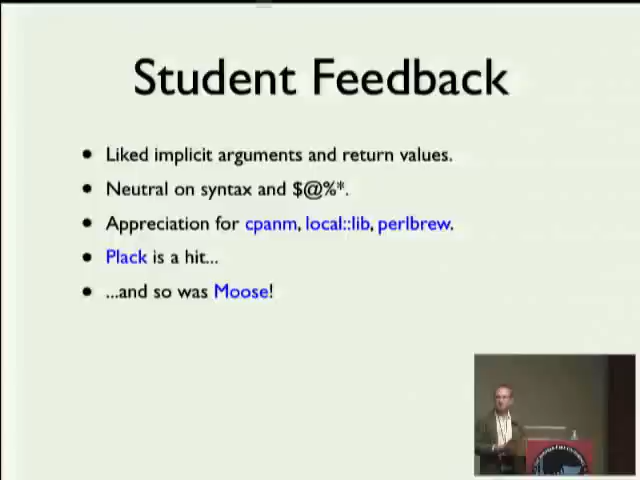 Student Feedback
• Liked implicit arguments and return values.
• Neutral on syntax and $@%*.
• Appreciation for cpanm, local::lib, perlbrew.
• Plack is a hit...
• ...and so was Moose!